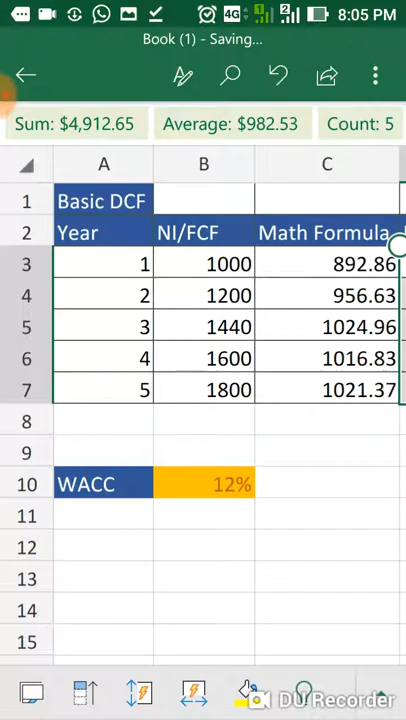 4G 1 2 8:05 PM
Book (1) - Saving...
Sum: $4,912.65 Average: $982.53 Count: 5
A B C
1 Basic DCF
2 Year NI/FCF Math Formula
3 1 1000 892.86
4 2 1200 956.63
5 3 1440 1024.96
6 4 1600 1016.83
7 5 1800 1021.37
8
9
10 WACC 12%
11
12
13
14
15
DU Recorder